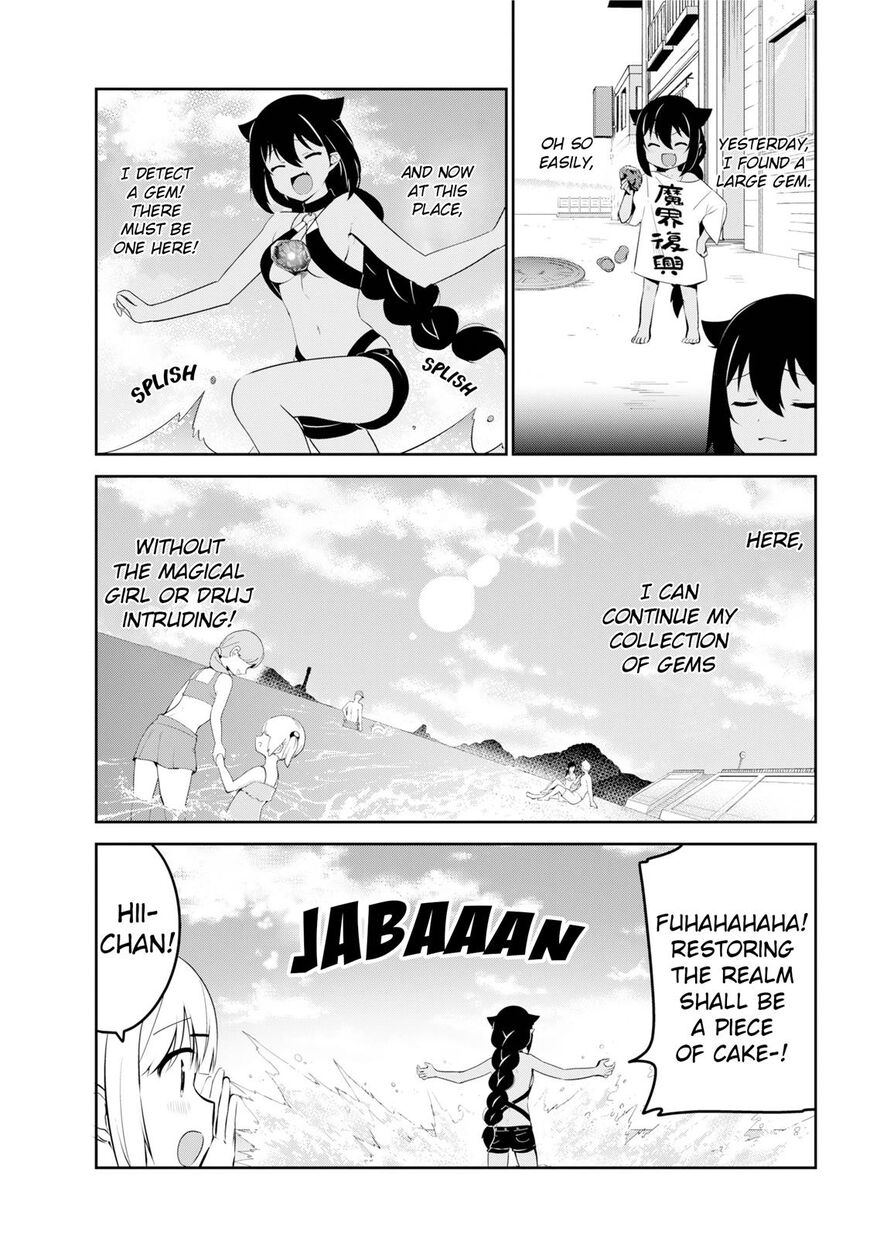 YESTERDAY,
I FOUND A
LARGE GEM.
OH SO
EASILY,
魔界復興
AND NOW
AT THIS
PLACE,
I DETECT
A GEM!
THERE
MUST BE
ONE HERE!
SPLISH
SPLISH
HERE,
I CAN
CONTINUE MY
COLLECTION
OF GEMS
WITHOUT
THE MAGICAL
GIRL OR DRUJ
INTRUDING!
FUHAHAHAHA!
RESTORING
THE REALM
SHALL BE
A PIECE
OF CAKE-!
JABAAAN
HII-
CHAN!